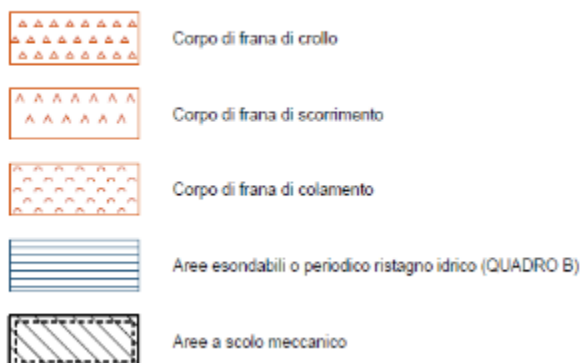 Corpo di frana di crollo
Corpo di frana di scorrimento
Corpo di frana di colamento
Aree esondabili o periodico ristagno idrico (QUADRO B)
Aree a scolo meccanico